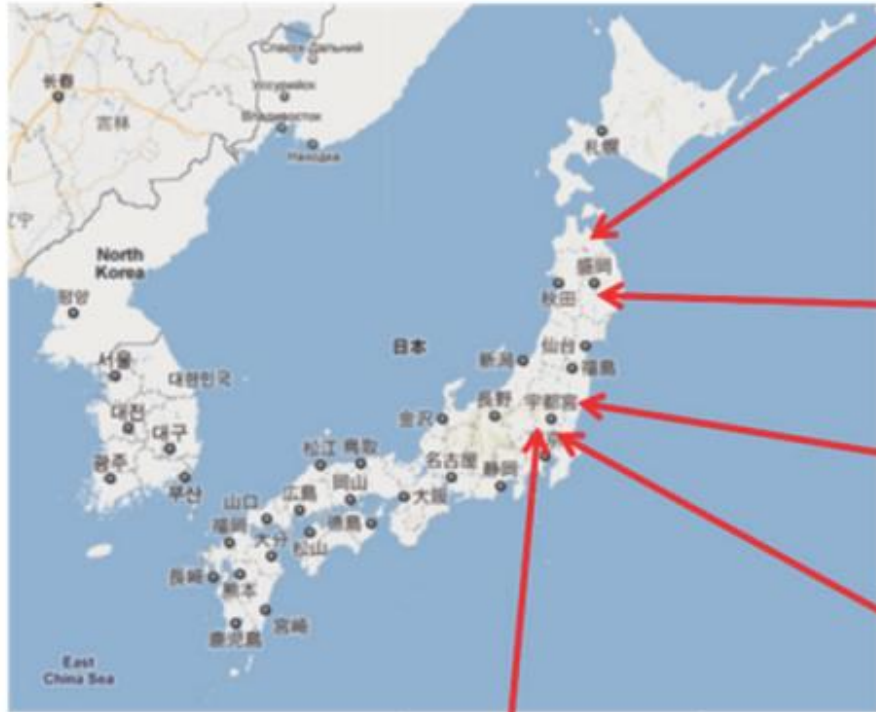 Спасск-Дальний
长春
Уссурийск
吉林
Владивосток
Находка
札幌
North
Korea
평양
盛岡
秋田
서울
대한민국
日本
仙台
新潟
福島
대전
대구
長野
宇都宮
金沢
광주
부산
松江
鳥取
名古屋
静岡
山口
広島
岡山
大阪
福岡
徳島
大分
松山
長崎
熊本
宮崎
鹿児島
East
China Sea